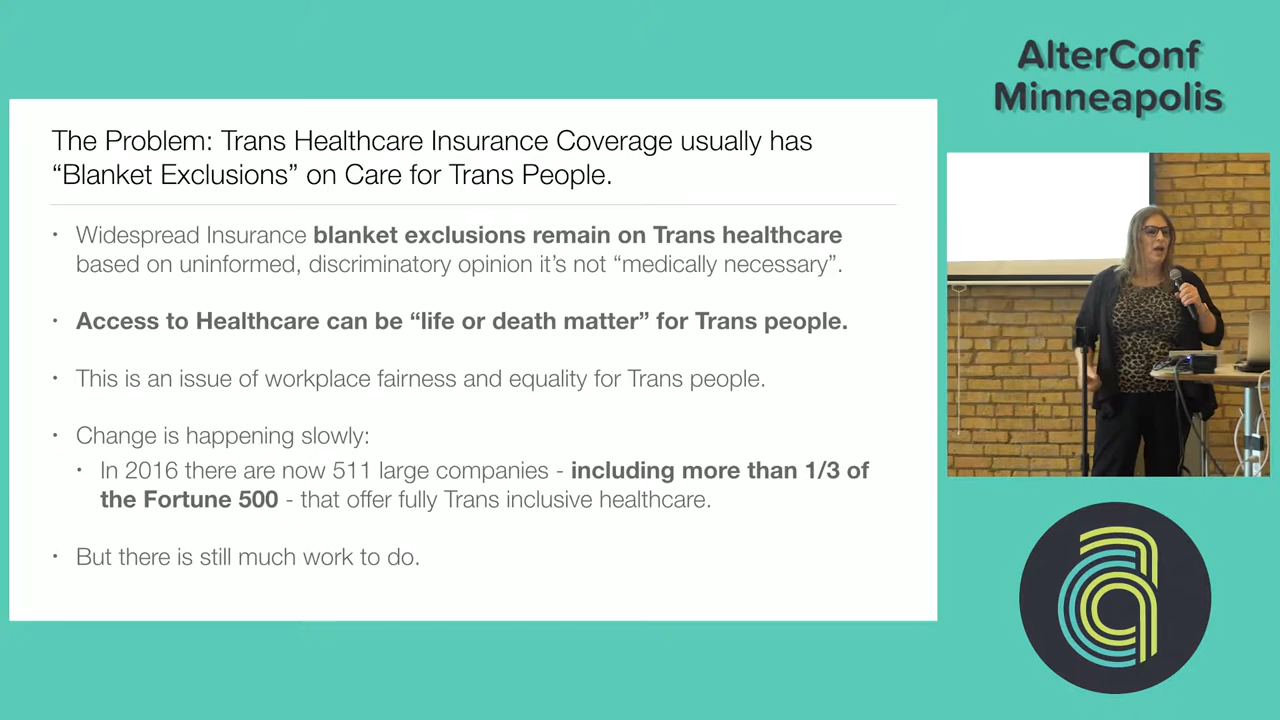 AlterConf
Minneapolis
The Problem: Trans Healthcare Insurance Coverage usually has
“Blanket Exclusions” on Care for Trans People.
• Widespread Insurance blanket exclusions remain on Trans healthcare
based on uninformed, discriminatory opinion it’s not “medically necessary”.
• Access to Healthcare can be “life or death matter” for Trans people.
• This is an issue of workplace fairness and equality for Trans people.
• Change is happening slowly:
• In 2016 there are now 511 large companies - including more than 1/3 of
the Fortune 500 - that offer fully Trans inclusive healthcare.
• But there is still much work to do.